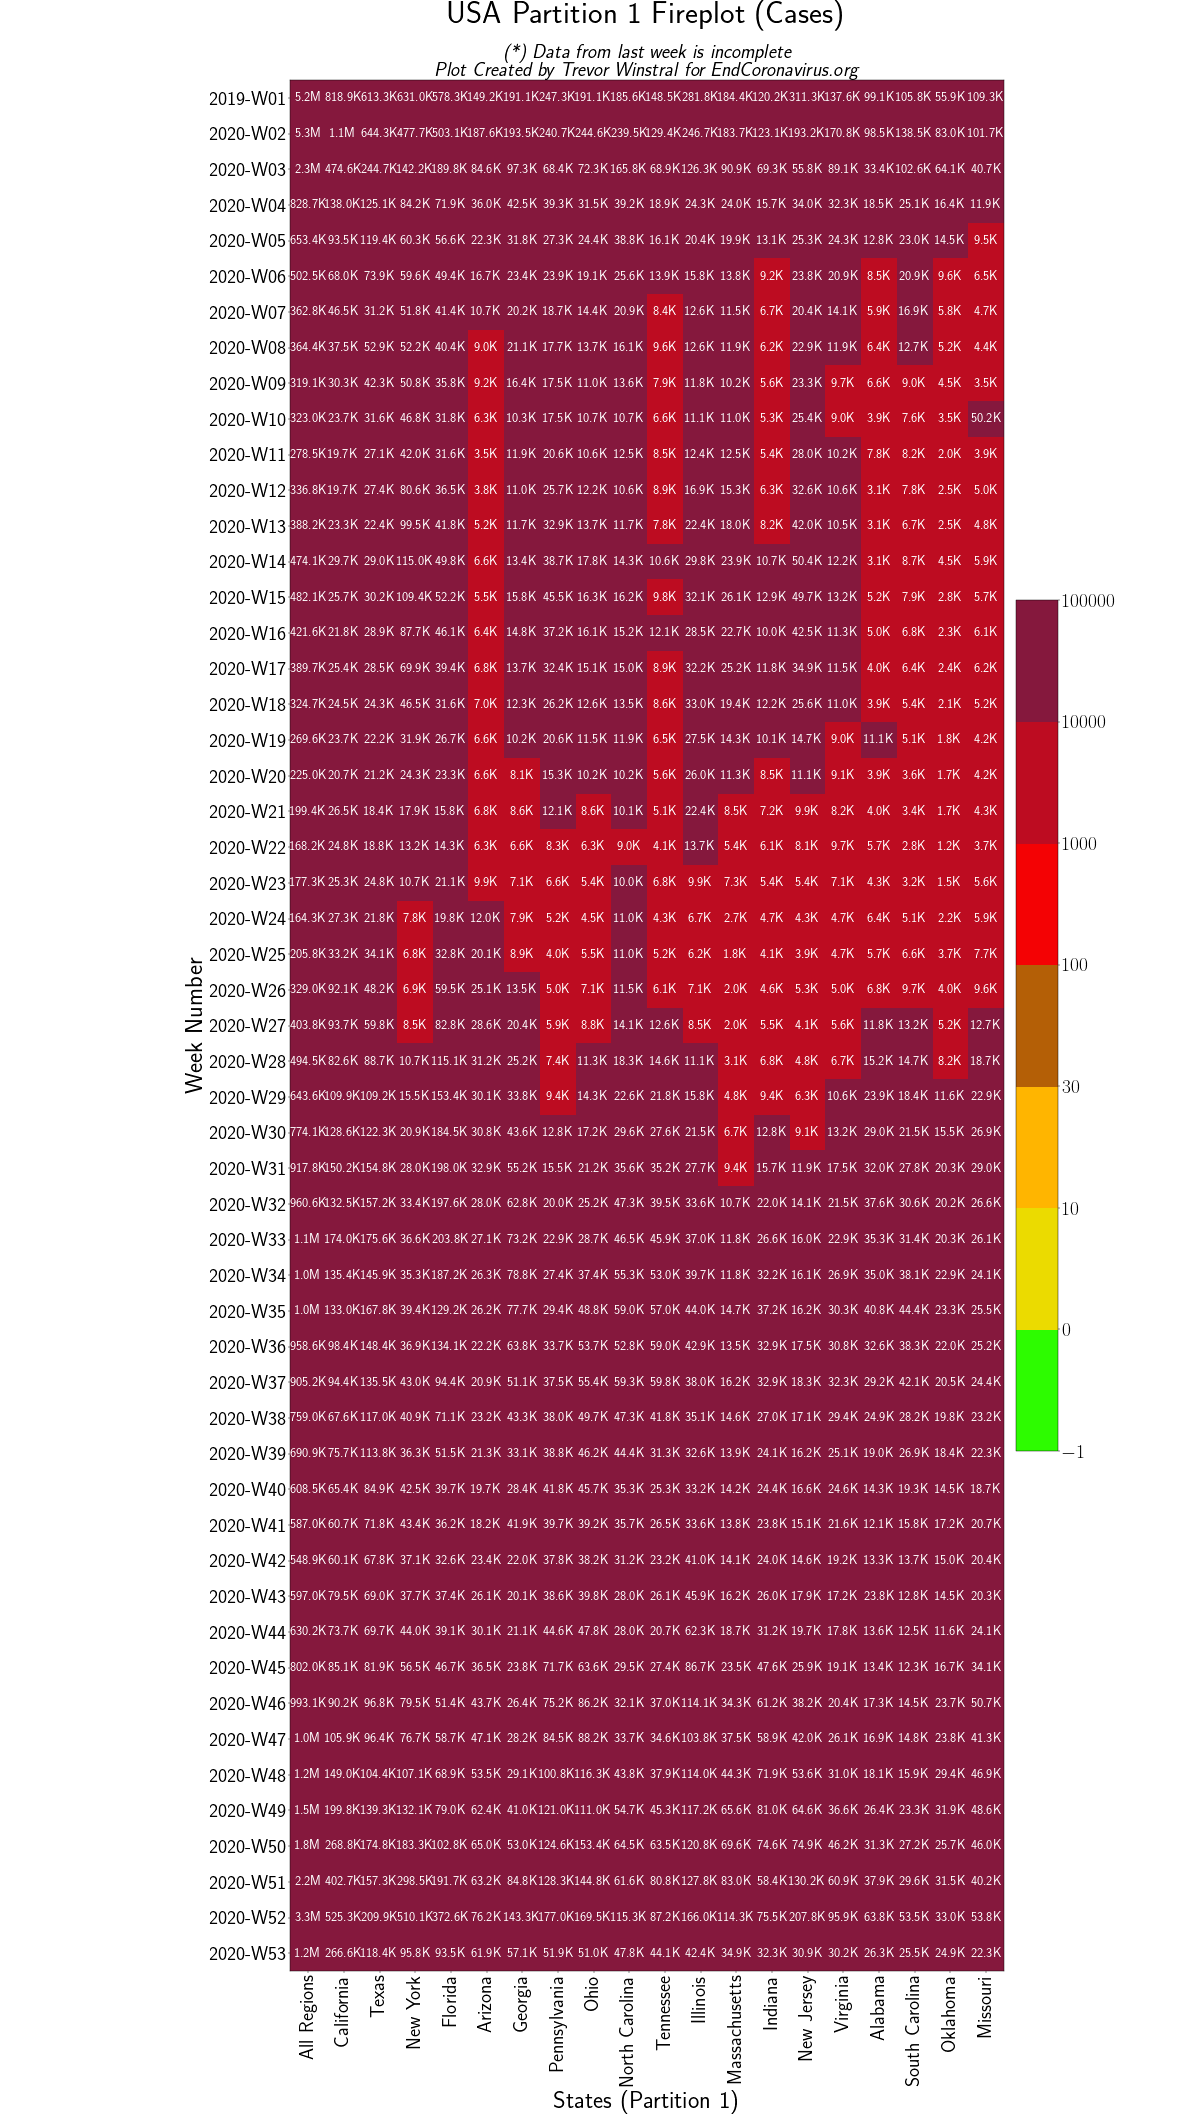 USA Partition 1 Fireplot (Cases)
(*) Data from last week is incomplete
Plot Created by Trevor Winstral for EndCoronavirus.org
2019-W01 5.2M 818.9K 613.3K 631.0K 578.3K 149.2K 191.1K 247.3K 191.1K 185.6K 148.5K 281.8K 184.4K 120.2K 311.3K 137.6K 99.1K 105.8K 55.9K 109.3K
2020-W02 5.3M 1.1M 644.3K 477.7K 503.1K 187.6K 193.5K 240.7K 244.6K 239.5K 129.4K 246.7K 183.7K 123.1K 193.2K 170.8K 98.5K 138.5K 83.0K 101.7K
2020-W03 2.3M 474.6K 244.7K 142.2K 189.8K 84.6K 97.3K 68.4K 72.3K 165.8K 68.9K 126.3K 90.9K 69.3K 55.8K 89.1K 33.4K 102.6K 64.1K 40.7K
2020-W04 828.7K 138.0K 125.1K 84.2K 71.9K 36.0K 42.5K 39.3K 31.5K 39.2K 18.9K 24.3K 24.0K 15.7K 34.0K 32.3K 18.5K 25.1K 16.4K 11.9K
2020-W05 653.4K 93.5K 119.4K 60.3K 56.6K 22.3K 31.8K 27.3K 24.4K 38.8K 16.1K 20.4K 19.9K 13.1K 25.3K 24.3K 12.8K 23.0K 14.5K 9.5K
2020-W06 502.5K 68.0K 73.9K 59.6K 49.4K 16.7K 23.4K 23.9K 19.1K 25.6K 13.9K 15.8K 13.8K 9.2K 23.8K 20.9K 8.5K 20.9K 9.6K 6.5K
2020-W07 362.8K 46.5K 31.2K 51.8K 41.4K 10.7K 20.2K 18.7K 14.4K 20.9K 8.4K 12.6K 11.5K 6.7K 20.4K 14.1K 5.9K 16.9K 5.8K 4.7K
2020-W08 364.4K 37.5K 52.9K 52.2K 40.4K 9.0K 21.1K 17.7K 13.7K 16.1K 9.6K 12.6K 11.9K 6.2K 22.9K 11.9K 6.4K 12.7K 5.2K 4.4K
2020-W09 319.1K 30.3K 42.3K 50.8K 35.8K 9.2K 16.4K 17.5K 11.0K 13.6K 7.9K 11.8K 10.2K 5.6K 23.3K 9.7K 6.6K 9.0K 4.5K 3.5K
2020-W10 323.0K 23.7K 31.6K 46.8K 31.8K 6.3K 10.3K 17.5K 10.7K 10.7K 6.6K 11.1K 11.0K 5.3K 25.4K 9.0K 3.9K 7.6K 3.5K 50.2K
2020-W11 278.5K 19.7K 27.1K 42.0K 31.6K 3.5K 11.9K 20.6K 10.6K 12.5K 8.5K 12.4K 12.5K 5.4K 28.0K 10.2K 7.8K 8.2K 2.0K 3.9K
2020-W12 336.8K 19.7K 27.4K 80.6K 36.5K 3.8K 11.0K 25.7K 12.2K 10.6K 8.9K 16.9K 15.3K 6.3K 32.6K 10.6K 3.1K 7.8K 2.5K 5.0K
2020-W13 388.2K 23.3K 22.4K 99.5K 41.8K 5.2K 11.7K 32.9K 13.7K 11.7K 7.8K 22.4K 18.0K 8.2K 42.0K 10.5K 3.1K 6.7K 2.5K 4.8K
2020-W14 474.1K 29.7K 29.0K 115.0K 49.8K 6.6K 13.4K 38.7K 17.8K 14.3K 10.6K 29.8K 23.9K 10.7K 50.4K 12.2K 3.1K 8.7K 4.5K 5.9K
2020-W15 482.1K 25.7K 30.2K 109.4K 52.2K 5.5K 15.8K 45.5K 16.3K 16.2K 9.8K 32.1K 26.1K 12.9K 49.7K 13.2K 5.2K 7.9K 2.8K 5.7K
2020-W16 421.6K 21.8K 28.9K 87.7K 46.1K 6.4K 14.8K 37.2K 16.1K 15.2K 12.1K 28.5K 22.7K 10.0K 42.5K 11.3K 5.0K 6.8K 2.3K 6.1K
2020-W17 389.7K 25.4K 28.5K 69.9K 39.4K 6.8K 13.7K 32.4K 15.1K 15.0K 8.9K 32.2K 25.2K 11.8K 34.9K 11.5K 4.0K 6.4K 2.4K 6.2K
2020-W18 324.7K 24.5K 24.3K 46.5K 31.6K 7.0K 12.3K 26.2K 12.6K 13.5K 8.6K 33.0K 19.4K 12.2K 25.6K 11.0K 3.9K 5.4K 2.1K 5.2K
2020-W19 269.6K 23.7K 22.2K 31.9K 26.7K 6.6K 10.2K 20.6K 11.5K 11.9K 6.5K 27.5K 14.3K 10.1K 14.7K 9.0K 11.1K 5.1K 1.8K 4.2K
2020-W20 225.0K 20.7K 21.2K 24.3K 23.3K 6.6K 8.1K 15.3K 10.2K 10.2K 5.6K 26.0K 11.3K 8.5K 11.1K 9.1K 3.9K 3.6K 1.7K 4.2K
2020-W21 199.4K 26.5K 18.4K 17.9K 15.8K 6.8K 8.6K 12.1K 8.6K 10.1K 5.1K 22.4K 8.5K 7.2K 9.9K 8.2K 4.0K 3.4K 1.7K 4.3K
2020-W22 168.2K 24.8K 18.8K 13.2K 14.3K 6.3K 6.6K 8.3K 6.3K 9.0K 4.1K 13.7K 5.4K 6.1K 8.1K 9.7K 5.7K 2.8K 1.2K 3.7K
2020-W23 177.3K 25.3K 24.8K 10.7K 21.1K 9.9K 7.1K 6.6K 5.4K 10.0K 6.8K 9.9K 7.3K 5.4K 5.4K 7.1K 4.3K 3.2K 1.5K 5.6K
2020-W24 164.3K 27.3K 21.8K 7.8K 19.8K 12.0K 7.9K 5.2K 4.5K 11.0K 4.3K 6.7K 2.7K 4.7K 4.3K 4.7K 6.4K 5.1K 2.2K 5.9K
2020-W25 205.8K 33.2K 34.1K 6.8K 32.8K 20.1K 8.9K 4.0K 5.5K 11.0K 5.2K 6.2K 1.8K 4.1K 3.9K 4.7K 5.7K 6.6K 3.7K 7.7K
2020-W26 329.0K 92.1K 48.2K 6.9K 59.5K 25.1K 13.5K 5.0K 7.1K 11.5K 6.1K 7.1K 2.0K 4.6K 5.3K 5.0K 6.8K 9.7K 4.0K 9.6K
2020-W27 403.8K 93.7K 59.8K 8.5K 82.8K 28.6K 20.4K 5.9K 8.8K 14.1K 12.6K 8.5K 2.0K 5.5K 4.1K 5.6K 11.8K 13.2K 5.2K 12.7K
2020-W28 494.5K 82.6K 88.7K 10.7K 115.1K 31.2K 25.2K 7.4K 11.3K 18.3K 14.6K 11.1K 3.1K 6.8K 4.8K 6.7K 15.2K 14.7K 8.2K 18.7K
2020-W29 643.6K 109.9K 109.2K 15.5K 153.4K 30.1K 33.8K 9.4K 14.3K 22.6K 21.8K 15.8K 4.8K 9.4K 6.3K 10.6K 23.9K 18.4K 11.6K 22.9K
2020-W30 774.1K 128.6K 122.3K 20.9K 184.5K 30.8K 43.6K 12.8K 17.2K 29.6K 27.6K 21.5K 6.7K 12.8K 9.1K 13.2K 29.0K 21.5K 15.5K 26.9K
2020-W31 917.8K 150.2K 154.8K 28.0K 198.0K 32.9K 55.2K 15.5K 21.2K 35.6K 35.2K 27.7K 9.4K 15.7K 11.9K 17.5K 32.0K 27.8K 20.3K 29.0K
2020-W32 960.6K 132.5K 157.2K 33.4K 197.6K 28.0K 62.8K 20.0K 25.2K 47.3K 39.5K 33.6K 10.7K 22.0K 14.1K 21.5K 37.6K 30.6K 20.2K 26.6K
2020-W33 1.1M 174.0K 175.6K 36.6K 203.8K 27.1K 73.2K 22.9K 28.7K 46.5K 45.9K 37.0K 11.8K 26.6K 16.0K 22.9K 35.3K 31.4K 20.3K 26.1K
2020-W34 1.0M 135.4K 145.9K 35.3K 187.2K 26.3K 78.8K 27.4K 37.4K 55.3K 53.0K 39.7K 11.8K 32.2K 16.1K 26.9K 35.0K 38.1K 22.9K 24.1K
2020-W35 1.0M 133.0K 167.8K 39.4K 129.2K 26.2K 77.7K 29.4K 48.8K 59.0K 57.0K 44.0K 14.7K 37.2K 16.2K 30.3K 40.8K 44.4K 23.3K 25.5K
2020-W36 958.6K 98.4K 148.4K 36.9K 134.1K 22.2K 63.8K 33.7K 53.7K 52.8K 59.0K 42.9K 13.5K 32.9K 17.5K 30.8K 32.6K 38.3K 22.0K 25.2K
2020-W37 905.2K 94.4K 135.5K 43.0K 94.4K 20.9K 51.1K 37.5K 55.4K 59.3K 59.8K 38.0K 16.2K 32.9K 18.3K 32.3K 29.2K 42.1K 20.5K 24.4K
2020-W38 759.0K 67.6K 117.0K 40.9K 71.1K 23.2K 43.3K 38.0K 49.7K 47.3K 41.8K 35.1K 14.6K 27.0K 17.1K 29.4K 24.9K 28.2K 19.8K 23.2K
2020-W39 690.9K 75.7K 113.8K 36.3K 51.5K 21.3K 33.1K 38.8K 46.2K 44.4K 31.3K 32.6K 13.9K 24.1K 16.2K 25.1K 19.0K 26.9K 18.4K 22.3K
2020-W40 608.5K 65.4K 84.9K 42.5K 39.7K 19.7K 28.4K 41.8K 45.7K 35.3K 25.3K 33.2K 14.2K 24.4K 16.6K 24.6K 14.3K 19.3K 14.5K 18.7K
2020-W41 587.0K 60.7K 71.8K 43.4K 36.2K 18.2K 41.9K 39.7K 39.2K 35.7K 26.5K 33.6K 13.8K 23.8K 15.1K 21.6K 12.1K 15.8K 17.2K 20.7K
2020-W42 548.9K 60.1K 67.8K 37.1K 32.6K 23.4K 22.0K 37.8K 38.2K 31.2K 23.2K 41.0K 14.1K 24.0K 14.6K 19.2K 13.3K 13.7K 15.0K 20.4K
2020-W43 597.0K 79.5K 69.0K 37.7K 37.4K 26.1K 20.1K 38.6K 39.8K 28.0K 26.1K 45.9K 16.2K 26.0K 17.9K 17.2K 23.8K 12.8K 14.5K 20.3K
2020-W44 630.2K 73.7K 69.7K 44.0K 39.1K 30.1K 21.1K 44.6K 47.8K 28.0K 20.7K 62.3K 18.7K 31.2K 19.7K 17.8K 13.6K 12.5K 11.6K 24.1K
2020-W45 802.0K 85.1K 81.9K 56.5K 46.7K 36.5K 23.8K 71.7K 63.6K 29.5K 27.4K 86.7K 23.5K 47.6K 25.9K 19.1K 13.4K 12.3K 16.7K 34.1K
2020-W46 993.1K 90.2K 96.8K 79.5K 51.4K 43.7K 26.4K 75.2K 86.2K 32.1K 37.0K 114.1K 34.3K 61.2K 38.2K 20.4K 17.3K 14.5K 23.7K 50.7K
2020-W47 1.0M 105.9K 96.4K 76.7K 58.7K 47.1K 28.2K 84.5K 88.2K 33.7K 34.6K 103.8K 37.5K 58.9K 42.0K 26.1K 16.9K 14.8K 23.8K 41.3K
2020-W48 1.2M 149.0K 104.4K 107.1K 68.9K 53.5K 29.1K 100.8K 116.3K 43.8K 37.9K 114.0K 44.3K 71.9K 53.6K 31.0K 18.1K 15.9K 29.4K 46.9K
2020-W49 1.5M 199.8K 139.3K 132.1K 79.0K 62.4K 41.0K 121.0K 111.0K 54.7K 45.3K 117.2K 65.6K 81.0K 64.6K 36.6K 26.4K 23.3K 31.9K 48.6K
2020-W50 1.8M 268.8K 174.8K 183.3K 102.8K 65.0K 53.0K 124.6K 153.4K 64.5K 63.5K 120.8K 69.6K 74.6K 74.9K 46.2K 31.3K 27.2K 25.7K 46.0K
2020-W51 2.2M 402.7K 157.3K 298.5K 191.7K 63.2K 84.8K 128.3K 144.8K 61.6K 80.8K 127.8K 83.0K 58.4K 130.2K 60.9K 37.9K 29.6K 31.5K 40.2K
2020-W52 3.3M 525.3K 209.9K 510.1K 372.6K 76.2K 143.3K 177.0K 169.5K 115.3K 87.2K 166.0K 114.3K 75.5K 207.8K 95.9K 63.8K 53.5K 33.0K 53.8K
2020-W53 1.2M 266.6K 118.4K 95.8K 93.5K 61.9K 57.1K 51.9K 51.0K 47.8K 44.1K 42.4K 34.9K 32.3K 30.9K 30.2K 26.3K 25.5K 24.9K 22.3K
Week Number
All Regions
California
Texas
New York
Florida
Arizona
Georgia
Pennsylvania
Ohio
North Carolina
Tennessee
Illinois
Massachusetts
Indiana
New Jersey
Virginia
Alabama
South Carolina
Oklahoma
Missouri
States (Partition 1)
100000
10000
1000
100
30
10
0
−1